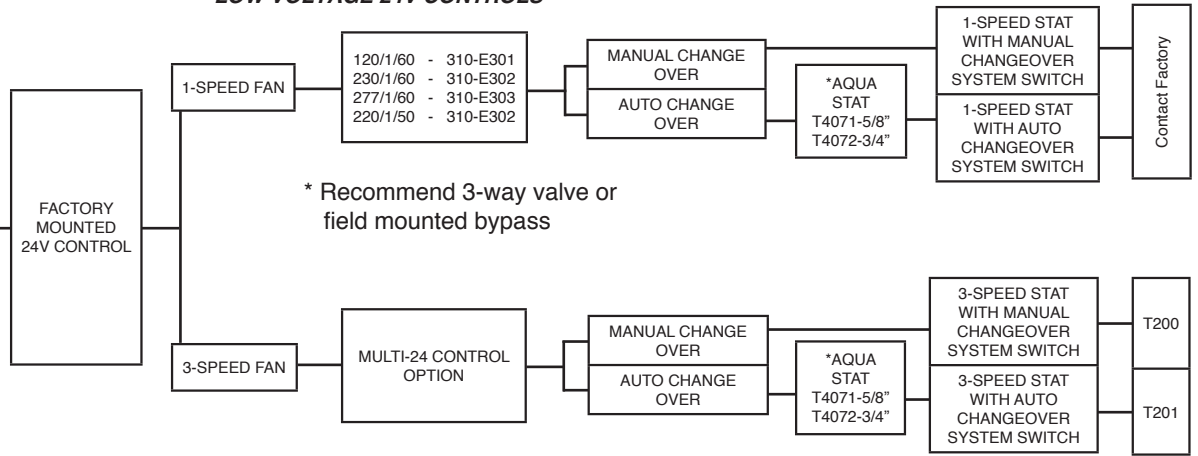 LOW VOLTAGE 24V CONTROLS
FACTORY
MOUNTED
24V CONTROL
1-SPEED FAN
120/1/60 - 310-E301
230/1/60 - 310-E302
277/1/60 - 310-E303
220/1/50 - 310-E302
MANUAL CHANGE
OVER
AUTO CHANGE
OVER
*AQUA
STAT
T4071-5/8"
T4072-3/4"
1-SPEED STAT
WITH MANUAL
CHANGEOVER
SYSTEM SWITCH
1-SPEED STAT
WITH AUTO
CHANGEOVER
SYSTEM SWITCH
Contact Factory
* Recommend 3-way valve or
field mounted bypass
3-SPEED FAN
MULTI-24 CONTROL
OPTION
MANUAL CHANGE
OVER
AUTO CHANGE
OVER
*AQUA
STAT
T4071-5/8"
T4072-3/4"
3-SPEED STAT
WITH MANUAL
CHANGEOVER
SYSTEM SWITCH
3-SPEED STAT
WITH AUTO
CHANGEOVER
SYSTEM SWITCH
T200
T201